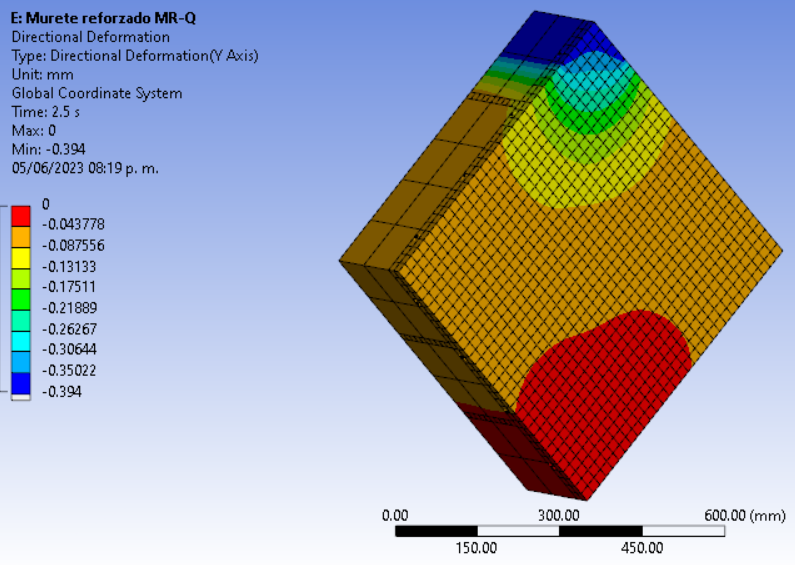 E: Murete reforzado MR-Q
Directional Deformation
Type: Directional Deformation(Y Axis)
Unit: mm
Global Coordinate System
Time: 2.5 s
Max: 0
Min: -0.394
05/06/2023 08:19 p. m.
0
-0.043778
-0.087556
-0.13133
-0.17511
-0.21889
-0.26267
-0.30644
-0.35022
-0.394
0.00 300.00 600.00 (mm)
150.00 450.00